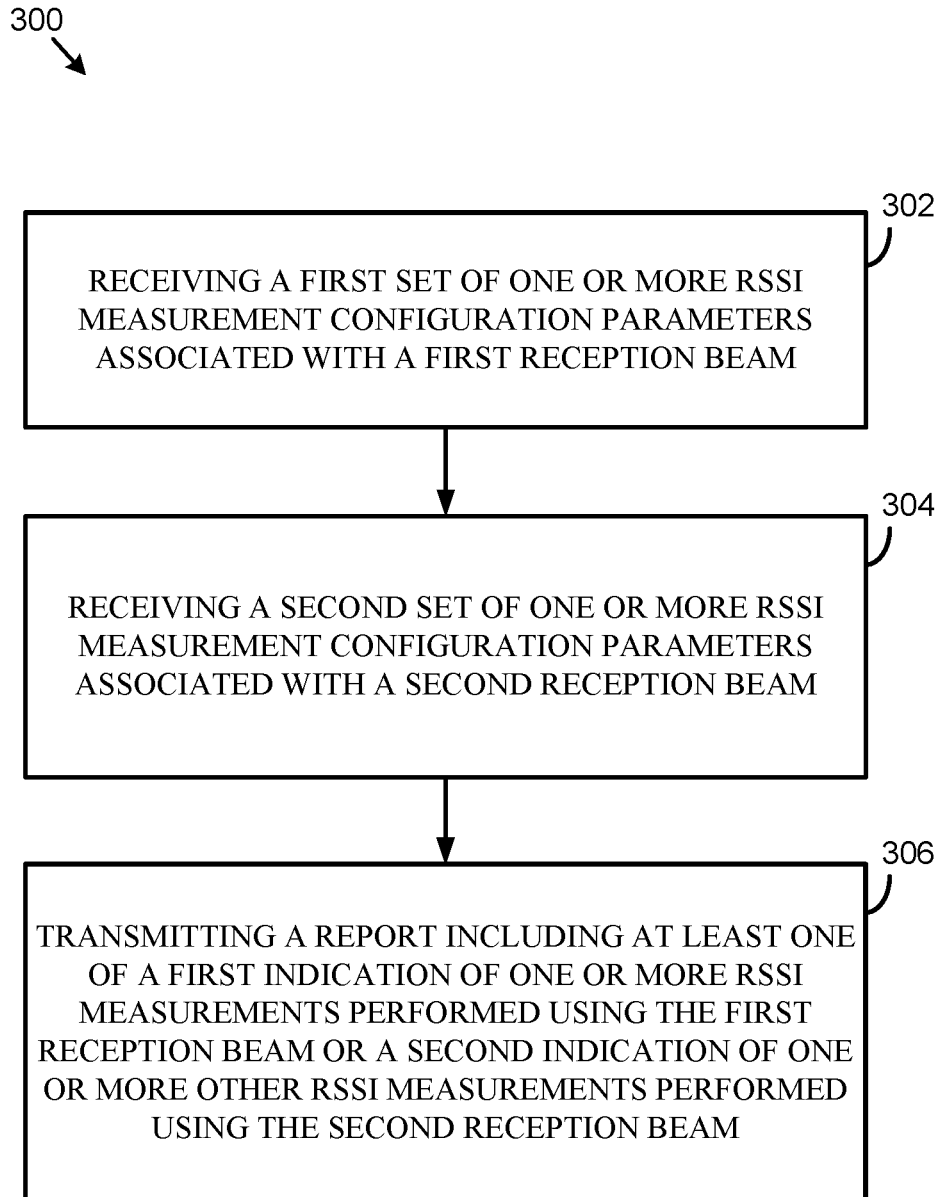 300
302
RECEIVING A FIRST SET OF ONE OR MORE RSSI
MEASUREMENT CONFIGURATION PARAMETERS
ASSOCIATED WITH A FIRST RECEPTION BEAM
304
RECEIVING A SECOND SET OF ONE OR MORE RSSI
MEASUREMENT CONFIGURATION PARAMETERS
ASSOCIATED WITH A SECOND RECEPTION BEAM
306
TRANSMITTING A REPORT INCLUDING AT LEAST ONE
OF A FIRST INDICATION OF ONE OR MORE RSSI
MEASUREMENTS PERFORMED USING THE FIRST
RECEPTION BEAM OR A SECOND INDICATION OF ONE
OR MORE OTHER RSSI MEASUREMENTS PERFORMED
USING THE SECOND RECEPTION BEAM